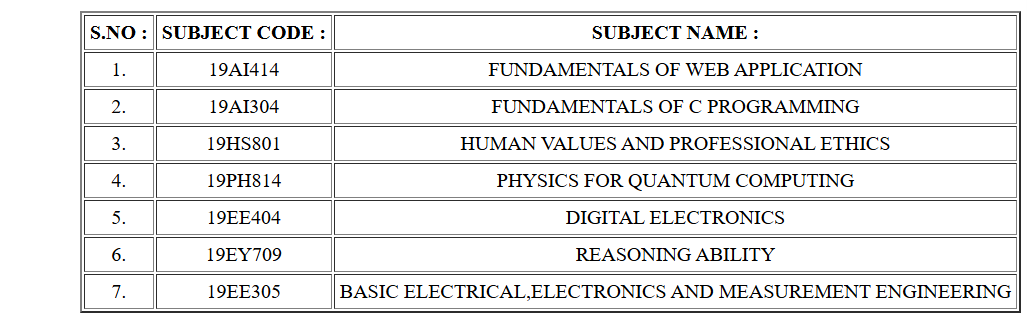 S.NO : SUBJECT CODE : SUBJECT NAME :
1. 19AI414 FUNDAMENTALS OF WEB APPLICATION
2. 19AI304 FUNDAMENTALS OF C PROGRAMMING
3. 19HS801 HUMAN VALUES AND PROFESSIONAL ETHICS
4. 19PH814 PHYSICS FOR QUANTUM COMPUTING
5. 19EE404 DIGITAL ELECTRONICS
6. 19EY709 REASONING ABILITY
7. 19EE305 BASIC ELECTRICAL,ELECTRONICS AND MEASUREMENT ENGINEERING